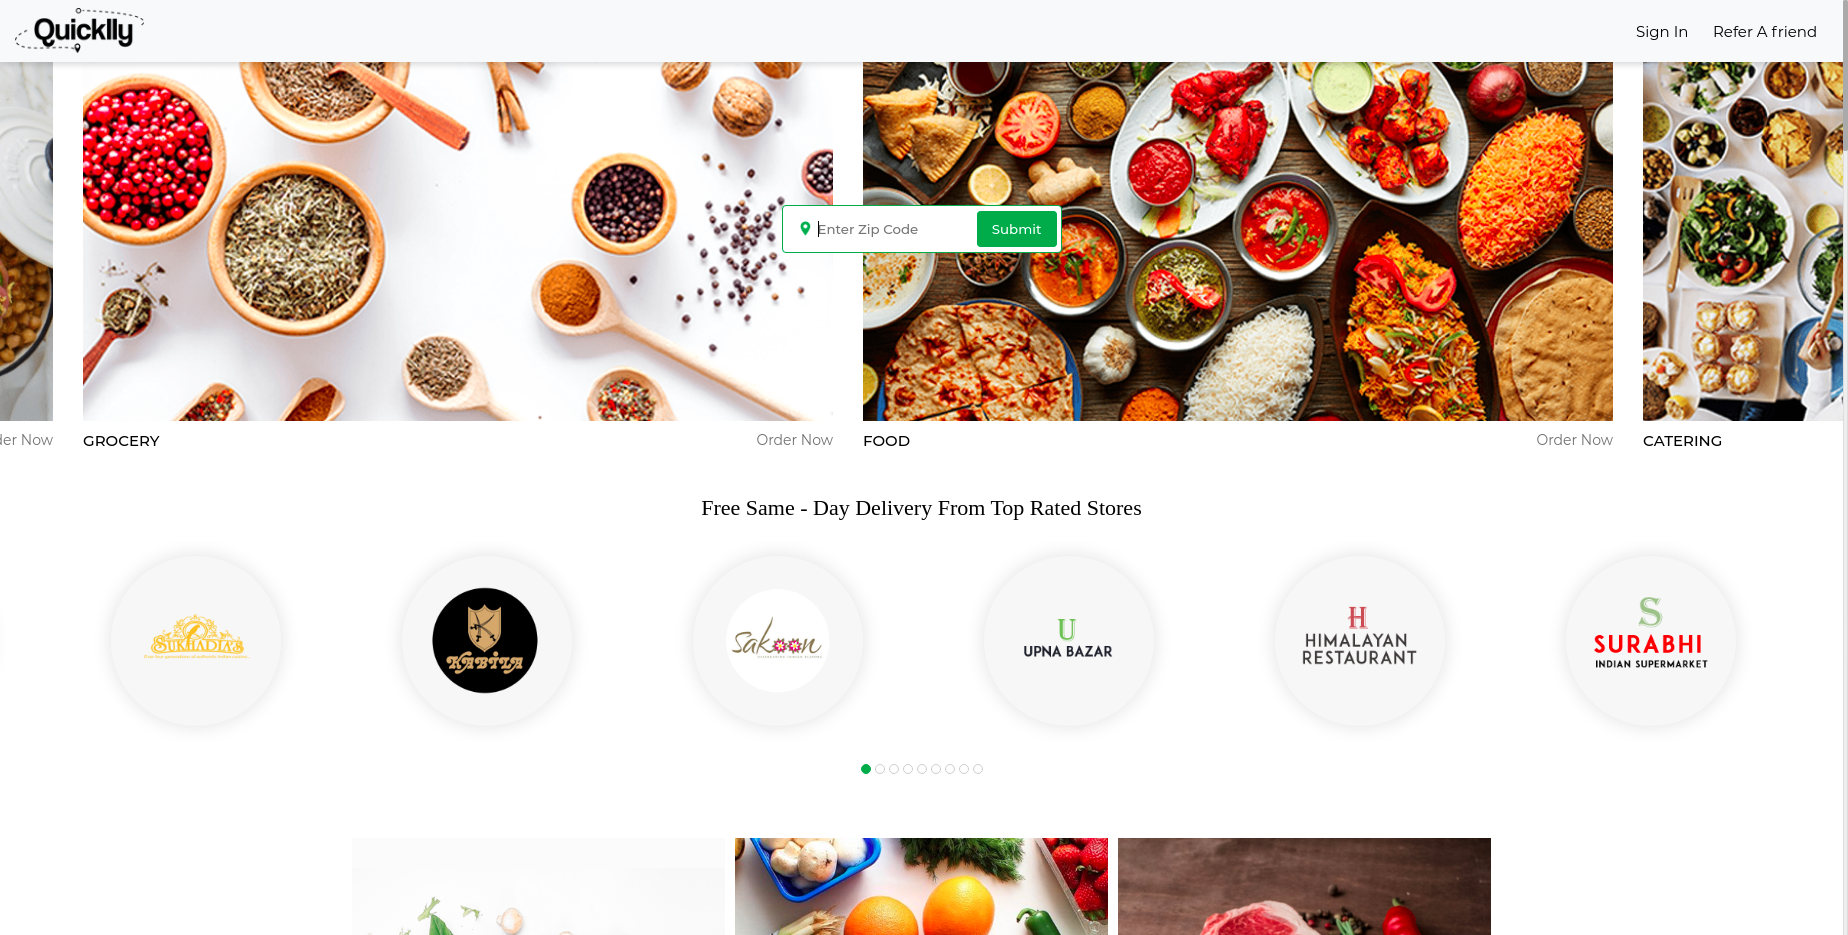 Quicklly
Sign In
Refer A friend
Enter Zip Code
Submit
der Now
GROCERY
Order Now
FOOD
Order Now
CATERING
Free Same - Day Delivery From Top Rated Stores
SUKHADIA'S
KABILA
Sakoon
U
UPNA BAZAR
H
HIMALAYAN
RESTAURANT
S
SURABHI
INDIAN SUPERMARKET